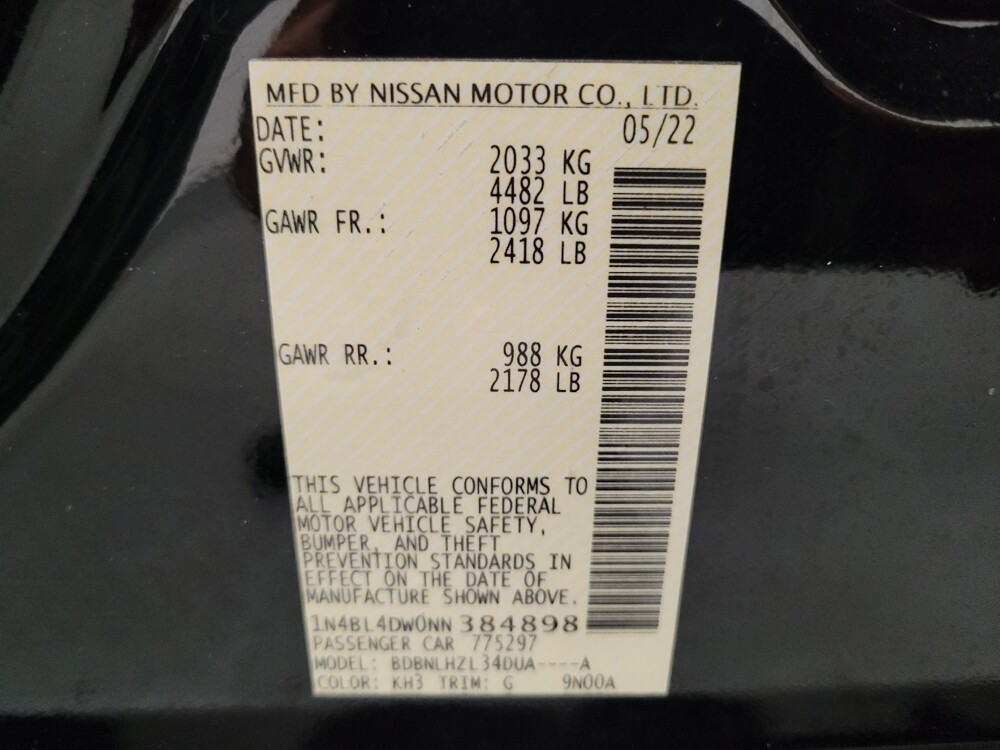 MFD BY NISSAN MOTOR CO., LTD.
DATE: 05/22
GVWR: 2033 KG
4482 LB
GAWR FR.: 1097 KG
2418 LB
GAWR RR.: 988 KG
2178 LB
THIS VEHICLE CONFORMS TO
ALL APPLICABLE FEDERAL
MOTOR VEHICLE SAFETY,
BUMPER, AND THEFT
PREVENTION STANDARDS IN
EFFECT ON THE DATE OF
MANUFACTURE SHOWN ABOVE.
1N4BL4DW0NN384898
PASSENGER CAR 775297
MODEL: BDBNLHZL34DUA----A
COLOR: KH3 TRIM: G 9N00A